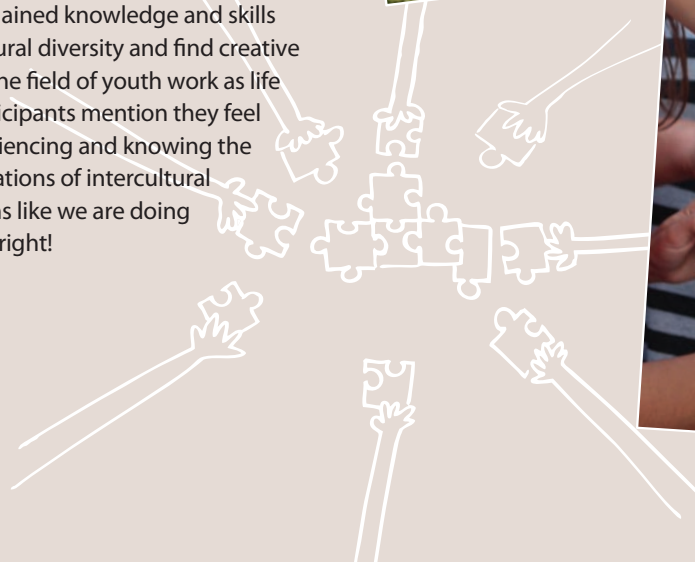 ained knowledge and skills
ural diversity and find creative
he field of youth work as life
icipants mention they feel
iencing and knowing the
ations of intercultural
s like we are doing
right!